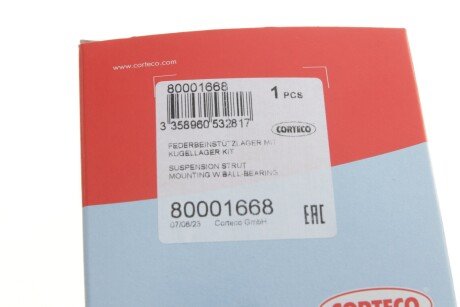 www.corteco.com
80001668
1 PCS
3 358960 532817
CORTECO
FEDERBEINSTÜTZLAGER MIT
KUGELLAGER-KIT
SUSPENSION STRUT
MOUNTING W.BALL-BEARING
80001668
07/06/23 Corteco GmbH
EAC
CORTECO